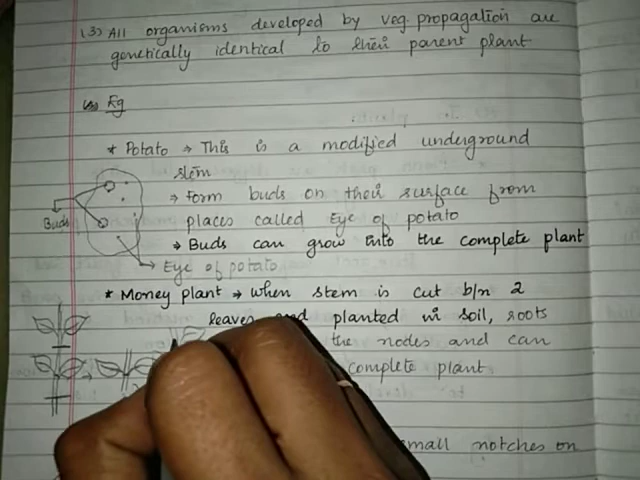 (3) All organisms developed by veg. propagation are
genetically identical to their parent plant
Eg
* Potato → This is a modified underground
stem
→ Form buds on their surface from
places called Eye of potato
Buds
→ Buds can grow into the complete plant
→ Eye of potato
* Money plant → When stem is cut b/n 2
leaves and planted in soil, roots
the nodes and can
complete plant
small notches on